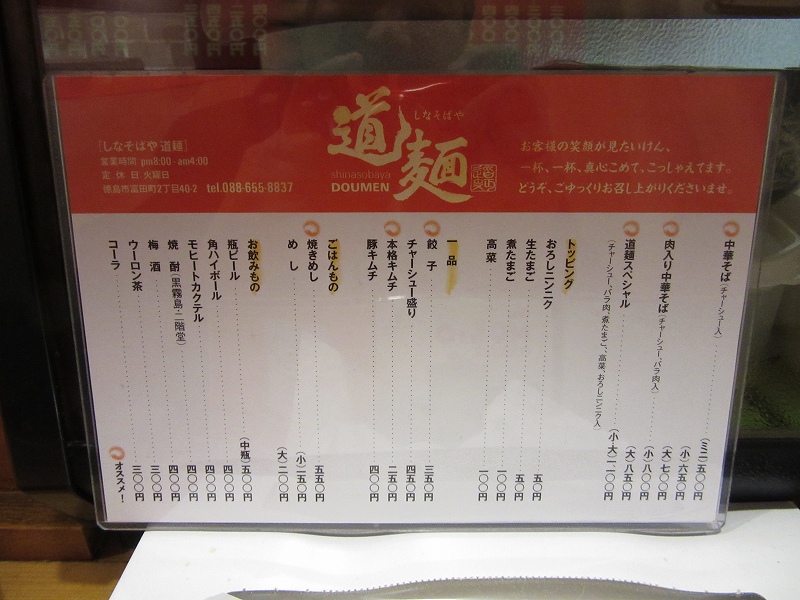 [しなそばや 道麺]
営業時間 pm8:00-am4:00
定休日 火曜日
徳島市富田町2丁目40-2 tel.088-655-8837
しなそばや
道麺
shinasobaya
DOUMEN
お客様の笑顔が見たいけん、
一杯、一杯、真心こめて、こっしゃえてます。
どうぞ、ごゆっくりお召し上がりくださいませ。
中華そば(チャーシュー入) (ミニ)五〇〇円
(小)六五〇円
(大)七〇〇円
肉入り中華そば(チャーシュー、バラ肉入) (小)八〇〇円
(大)八五〇円
道麺スペシャル (小・大)一、一〇〇円
(チャーシュー、バラ肉、煮たまご、高菜、おろしニンニク入)
トッピング
おろしニンニク 五〇円
生たまご 五〇円
煮たまご 一〇〇円
高菜 一〇〇円
一品
餃子 三五〇円
チャーシュー盛り 四五〇円
本格キムチ 二五〇円
豚キムチ 四〇〇円
ごはんもの
焼きめし 五五〇円
めし (小)一五〇円
(大)二〇〇円
お飲みもの
瓶ビール (中瓶)五〇〇円
角ハイボール 四〇〇円
モヒートカクテル 四〇〇円
焼酎(黒霧島・二階堂) 四〇〇円
梅酒 四〇〇円
ウーロン茶 三〇〇円
コーラ 三〇〇円
オススメ!